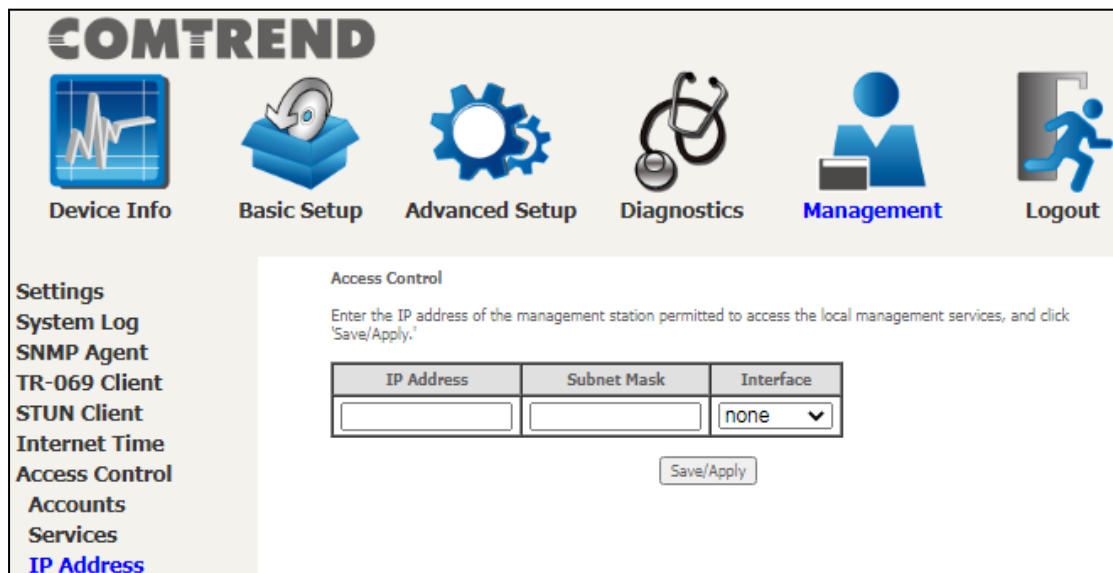 COMTREND
Device Info
Basic Setup
Advanced Setup
Diagnostics
Management
Logout
Settings
System Log
SNMP Agent
TR-069 Client
STUN Client
Internet Time
Access Control
Accounts
Services
IP Address
Access Control
Enter the IP address of the management station permitted to access the local management services, and click
'Save/Apply.'
IP Address Subnet Mask Interface
none
Save/Apply